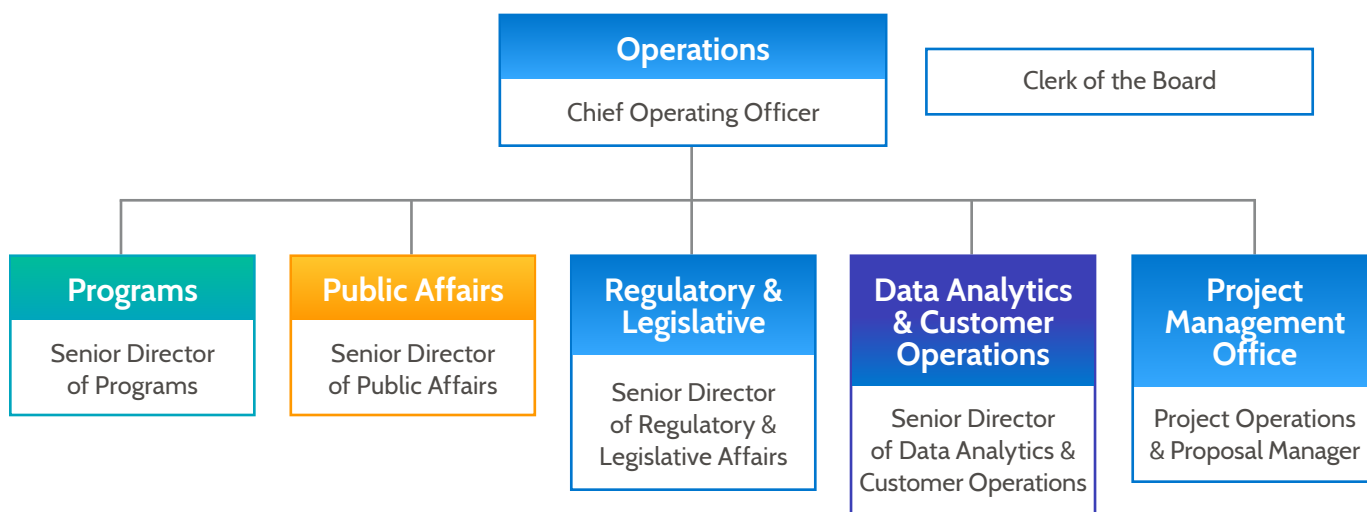 Operations
Chief Operating Officer
Clerk of the Board
Programs
Senior Director
of Programs
Public Affairs
Senior Director
of Public Affairs
Regulatory &
Legislative
Senior Director
of Regulatory &
Legislative Affairs
Data Analytics
& Customer
Operations
Senior Director
of Data Analytics &
Customer Operations
Project
Management
Office
Project Operations
& Proposal Manager